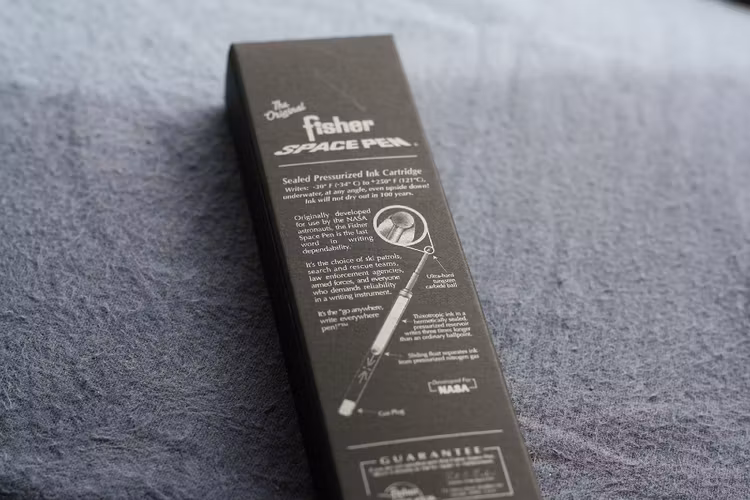 The
Original
fisher
SPACE PEN®
Sealed Pressurized Ink Cartridge
Writes: -30° F (-34° C) to +250° F (121°C),
underwater, at any angle, even upside down!
Ink will not dry out in 100 years.
Originally developed
for use by the NASA
astronauts, the Fisher
Space Pen is the last
word in writing
dependability.
It's the choice of ski patrols,
search and rescue teams,
law enforcement agencies,
armed forces, and everyone
who demands reliability
in a writing instrument.
It's the "go anywhere,
write everywhere
pen!"
Ultra-hard
tungsten
carbide ball
Thixotropic ink in a
hermetically sealed,
pressurized reservoir
writes three times longer
than an ordinary ballpoint.
Sliding float separates ink
from pressurized nitrogen gas
Developed For
NASA
Gas Plug
GUARANTEE
Fisher